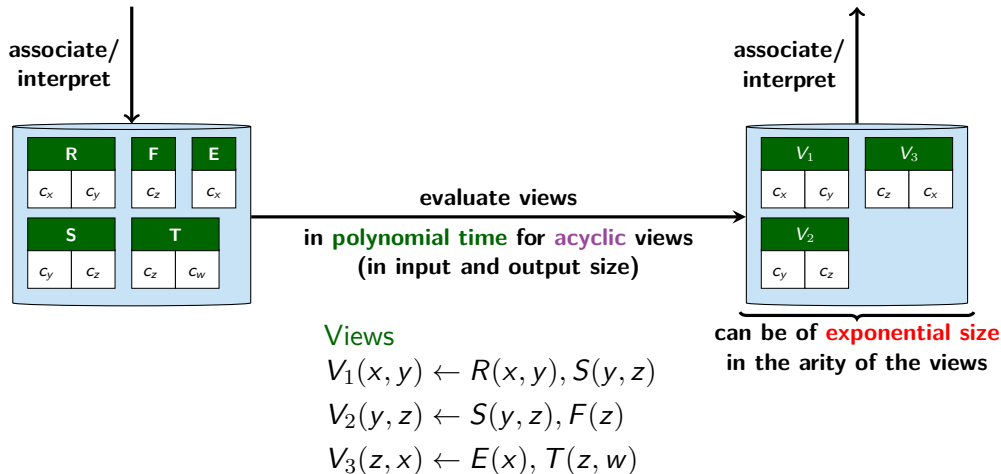 associate/
interpret
associate/
interpret
R F E
c_x c_y c_z c_x
S T
c_y c_z c_z c_w
evaluate views
in polynomial time for acyclic views
(in input and output size)
V_1 V_3
c_x c_y c_z c_x
V_2
c_y c_z
can be of exponential size
in the arity of the views
Views
V_1(x, y) ← R(x, y), S(y, z)
V_2(y, z) ← S(y, z), F(z)
V_3(z, x) ← E(x), T(z, w)